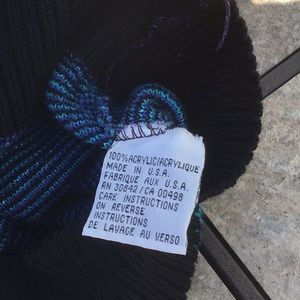 100% ACRYLIC/ACRYLIQUE
MADE IN U.S.A.
FABRIQUE AUX U.S.A.
RN 30842/CA 00498
CARE INSTRUCTIONS
ON REVERSE
INSTRUCTIONS
DE LAVAGE AU VERSO